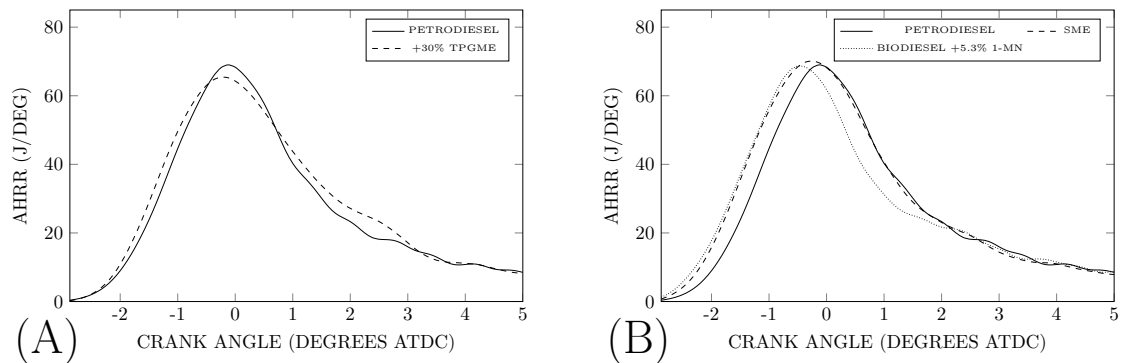 80
60
40
20
0
-2 -1 0 1 2 3 4 5
AHRR (J/DEG)
CRANK ANGLE (DEGREES ATDC)
PETRODIESEL
+30% TPGME
(A)
80
60
40
20
0
-2 -1 0 1 2 3 4 5
AHRR (J/DEG)
CRANK ANGLE (DEGREES ATDC)
PETRODIESEL SME
BIODIESEL +5.3% 1-MN
(B)